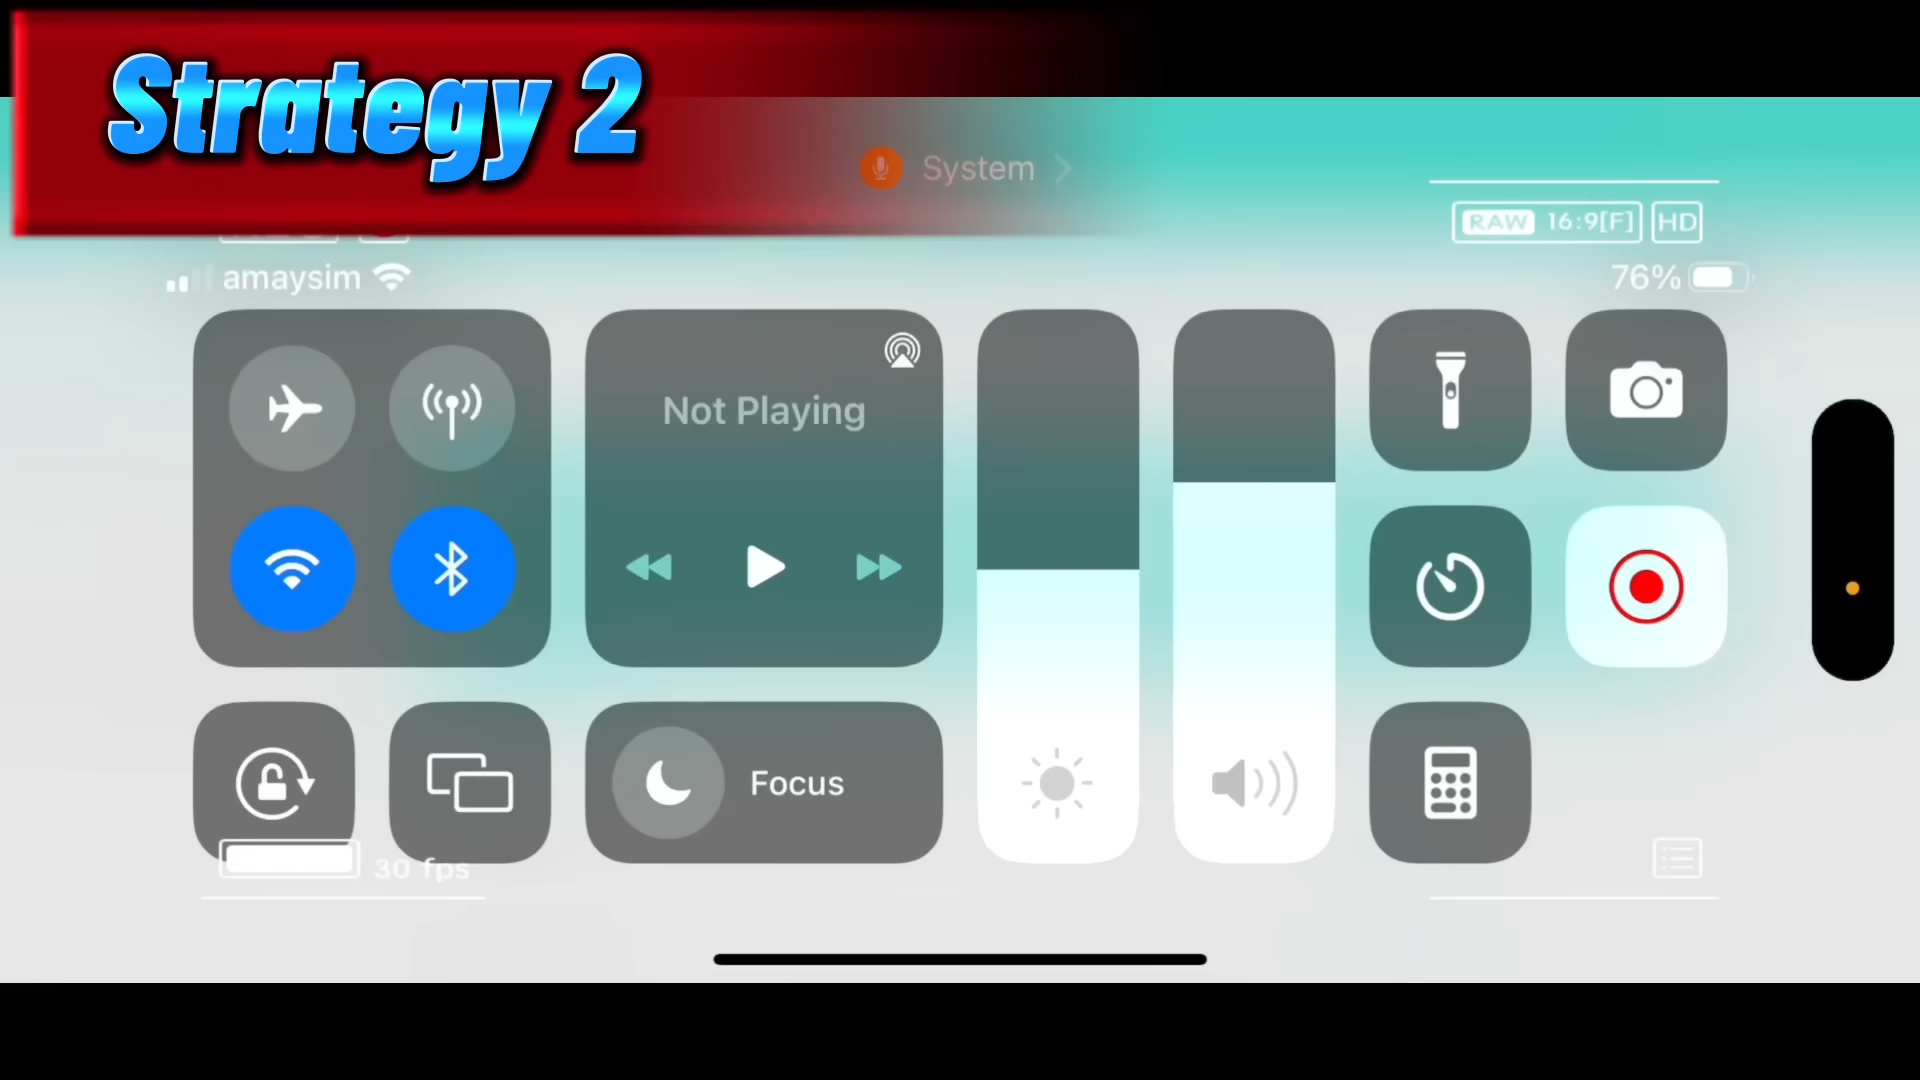 Strategy 2
System
RAW 16:9[F] HD
amaysim
76%
Not Playing
Focus
30 fps